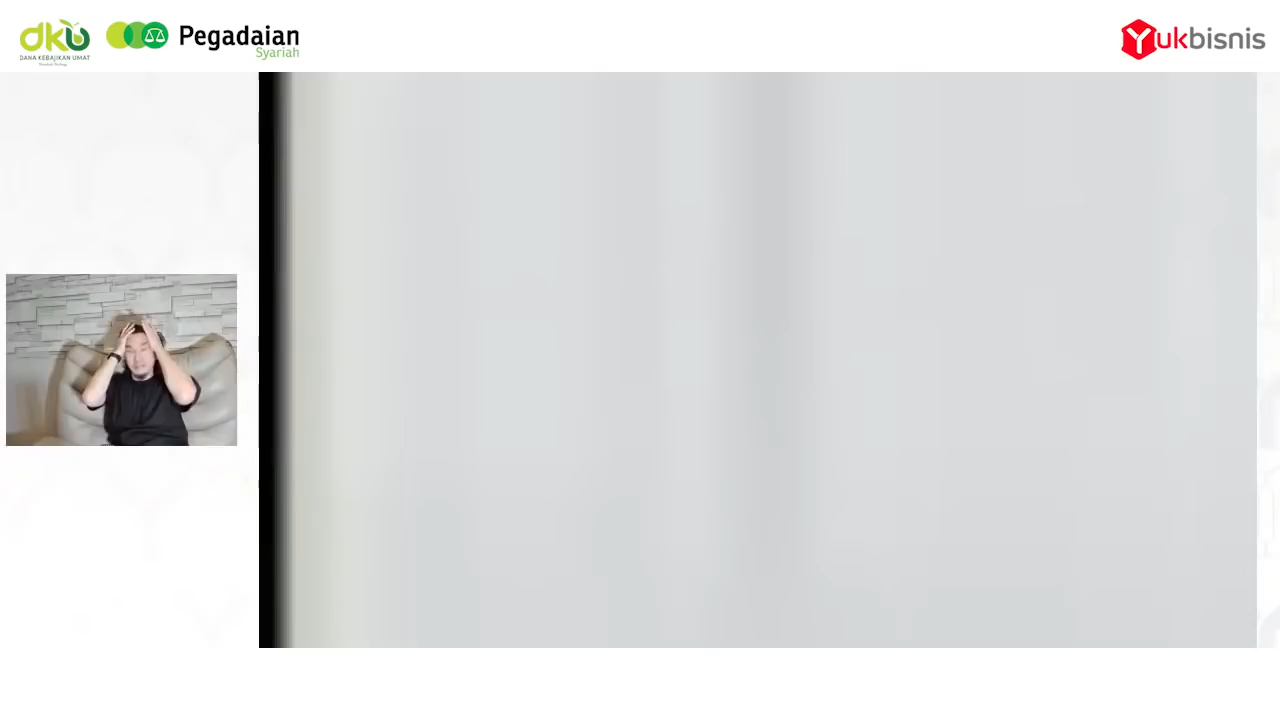 dku
DANA KEBAJIKAN UMAT
Pegadaian
Syariah
Yukbisnis